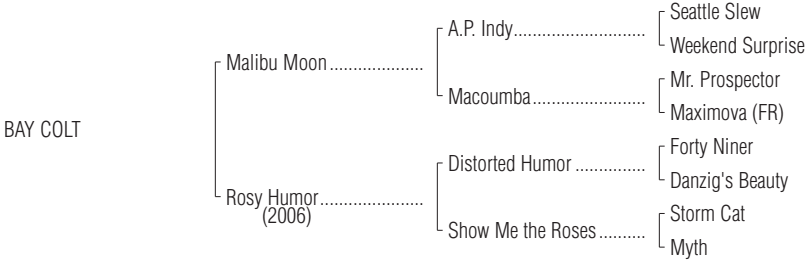 Seattle Slew
A.P. Indy
Weekend Surprise
Malibu Moon
Mr. Prospector
Macoumba
Maximova (FR)
BAY COLT
Forty Niner
Distorted Humor
Danzig's Beauty
Rosy Humor
(2006)
Storm Cat
Show Me the Roses
Myth